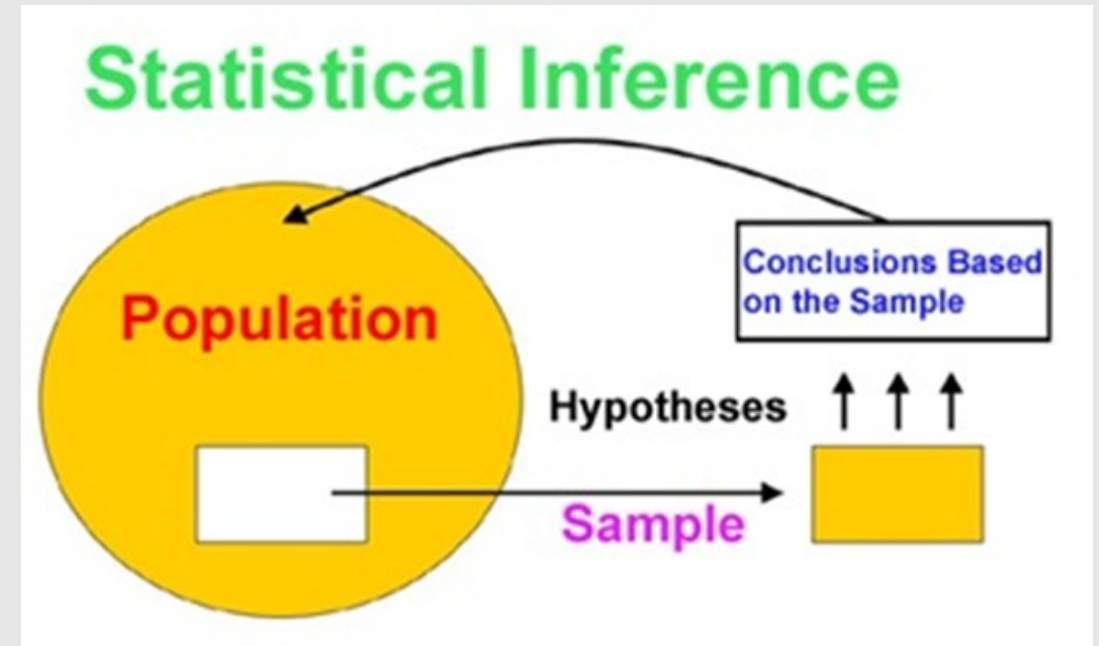 Statistical Inference
Population
Conclusions Based
on the Sample
Hypotheses
Sample